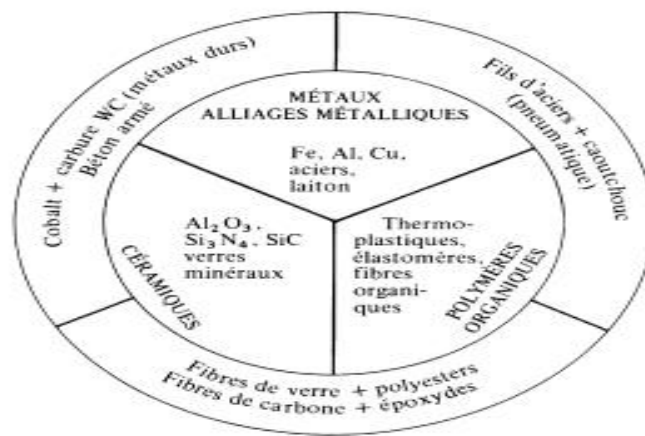 Cobalt + carbure WC (métaux durs)
Béton armé
Fils d'aciers + caoutchouc
(pneumatique)
MÉTAUX
ALLIAGES MÉTALLIQUES
Fe, Al, Cu,
aciers,
laiton
Al₂O₃,
Si₃N₄, SiC
verres
minéraux
CÉRAMIQUES
Thermo-
plastiques,
élastomères,
fibres
organi-
ques
POLYMÈRES
ORGANIQUES
Fibres de verre + polyesters
Fibres de carbone + époxydes